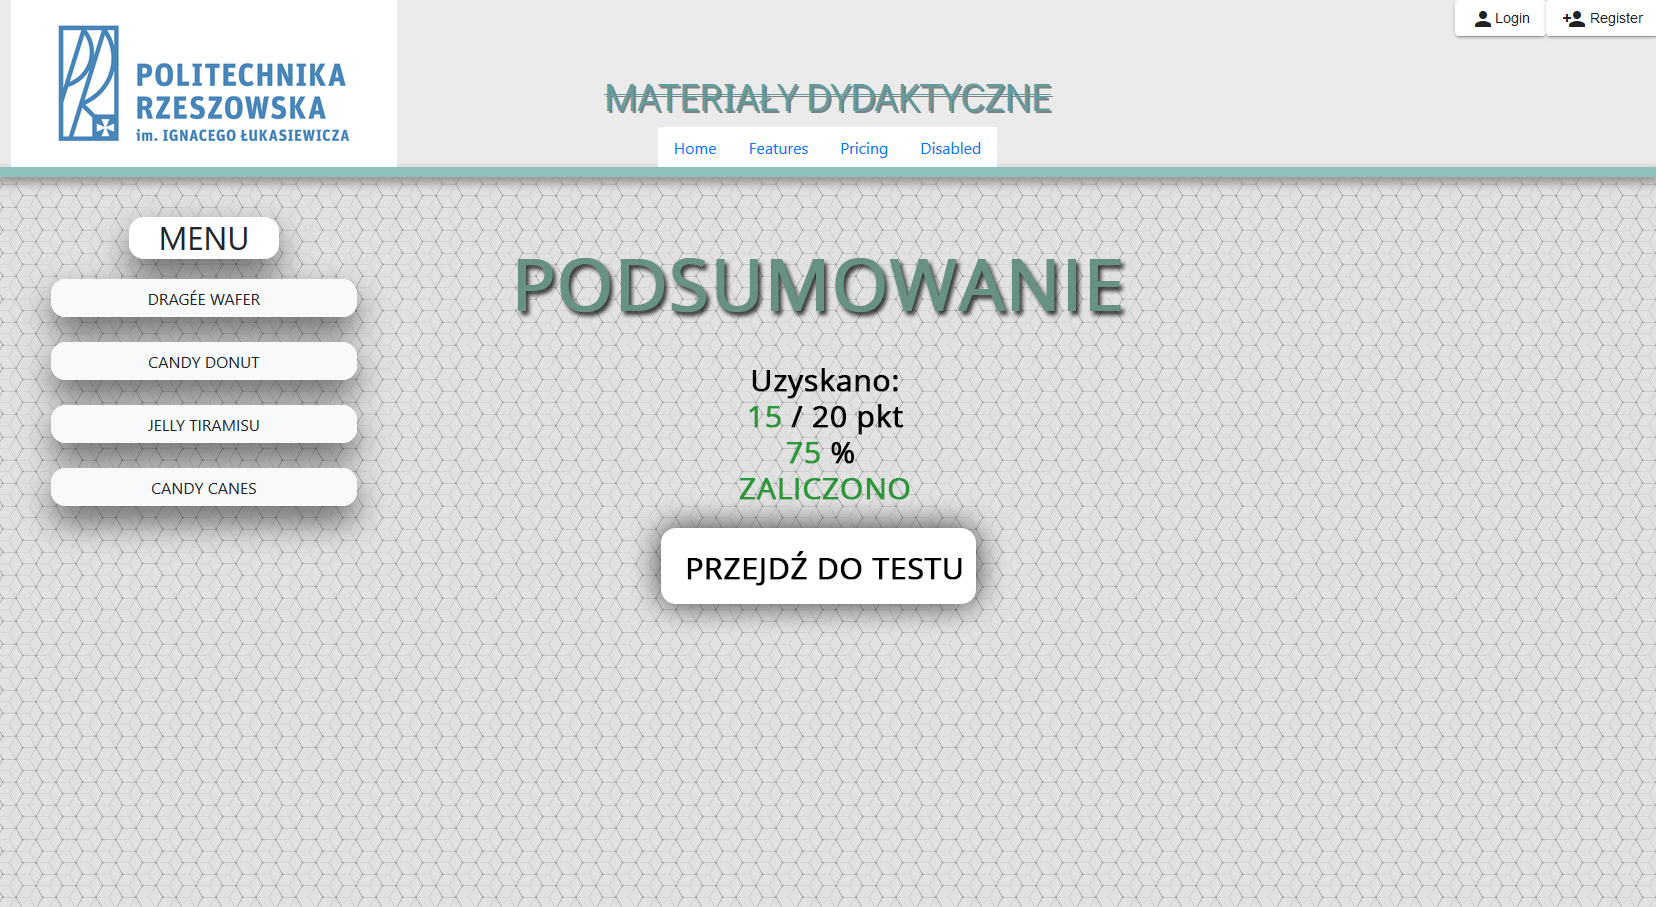 POLITECHNIKA
RZESZOWSKA
im. IGNACEGO ŁUKASIEWICZA
Login
Register
MATERIAŁY DYDAKTYCZNE
Home
Features
Pricing
Disabled
MENU
DRAGÉE WAFER
CANDY DONUT
JELLY TIRAMISU
CANDY CANES
PODSUMOWANIE
Uzyskano:
15 / 20 pkt
75 %
ZALICZONO
PRZEJDŹ DO TESTU